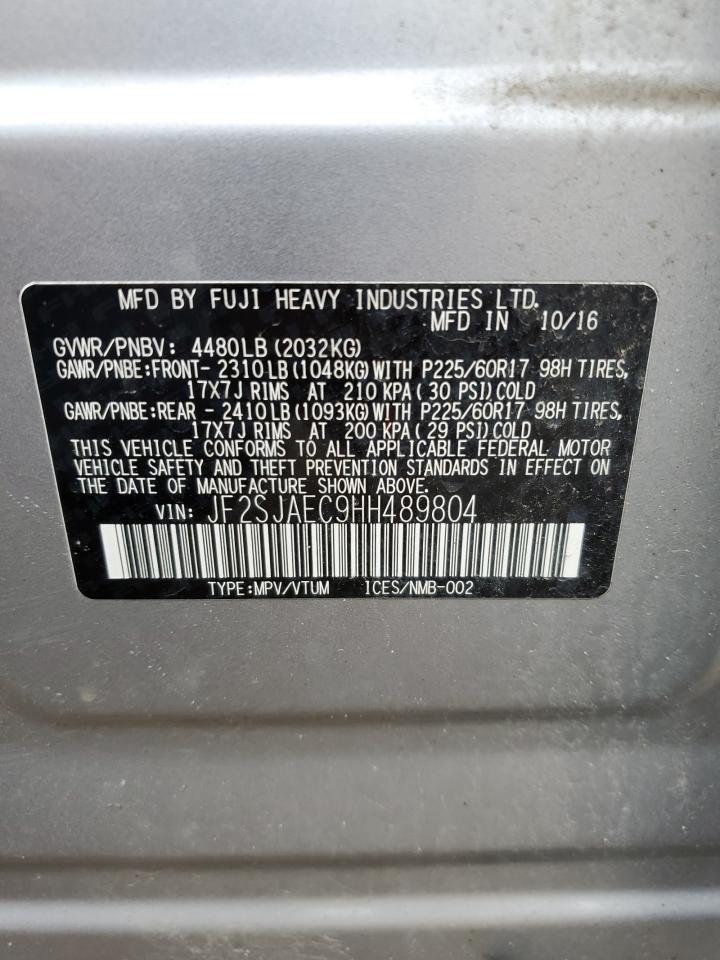 MFD BY FUJI HEAVY INDUSTRIES LTD.
MFD IN 10/16
GVWR/PNBV: 4480LB(2032KG)
GAWR/PNBE:FRONT- 2310LB(1048KG)WITH P225/60R17 98H TIRES,
17X7J RIMS AT 210 KPA(30 PSI)COLD
GAWR/PNBE:REAR - 2410LB(1093KG)WITH P225/60R17 98H TIRES,
17X7J RIMS AT 200 KPA(29 PSI)COLD
THIS VEHICLE CONFORMS TO ALL APPLICABLE FEDERAL MOTOR
VEHICLE SAFETY AND THEFT PREVENTION STANDARDS IN EFFECT ON
THE DATE OF MANUFACTURE SHOWN ABOVE.
VIN: JF2SJAEC9HH489804
TYPE:MPV/VTUM ICES/NMB-002